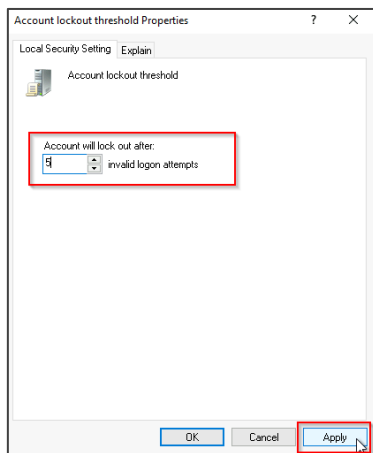 Account lockout threshold Properties ? ×
Local Security Setting Explain
Account lockout threshold
Account will lock out after:
5 invalid logon attempts
OK Cancel Apply